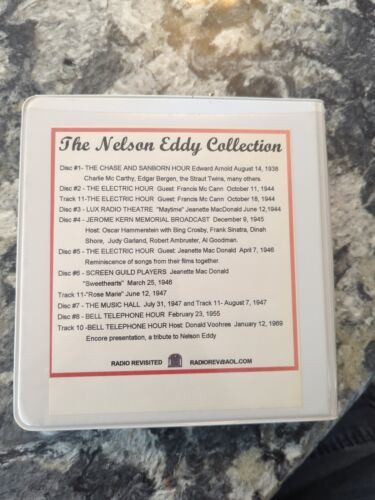 The Nelson Eddy Collection
Disc #1- THE CHASE AND SANBORN HOUR Edward Arnold August 14, 1938
Charlie Mc Carthy, Edgar Bergen, the Straut Twins, many others.
Disc #2 - THE ELECTRIC HOUR Guest: Francis Mc Cann October 11, 1944
Track 11-THE ELECTRIC HOUR Guest: Francis Mc Cann October 18, 1944
Disc #3 - LUX RADIO THEATRE "Maytime" Jeanette MacDonald June 12,1944
Disc #4 - JEROME KERN MEMORIAL BROADCAST December 9, 1945
Host: Oscar Hammerstein with Bing Crosby, Frank Sinatra, Dinah
Shore, Judy Garland, Robert Ambruster, Al Goodman.
Disc #5 - THE ELECTRIC HOUR Guest: Jeanette Mac Donald April 7, 1946
Reminiscence of songs from their films together.
Disc #6 - SCREEN GUILD PLAYERS Jeanette Mac Donald
"Sweethearts" March 25, 1946
Track 11-"Rose Marie" June 12, 1947
Disc #7 - THE MUSIC HALL July 31, 1947 and Track 11- August 7, 1947
Disc #8 - BELL TELEPHONE HOUR February 23, 1955
Track 10 -BELL TELEPHONE HOUR Host: Donald Voohres January 12, 1969
Encore presentation, a tribute to Nelson Eddy
RADIO REVISITED RADIOREV@AOL.COM